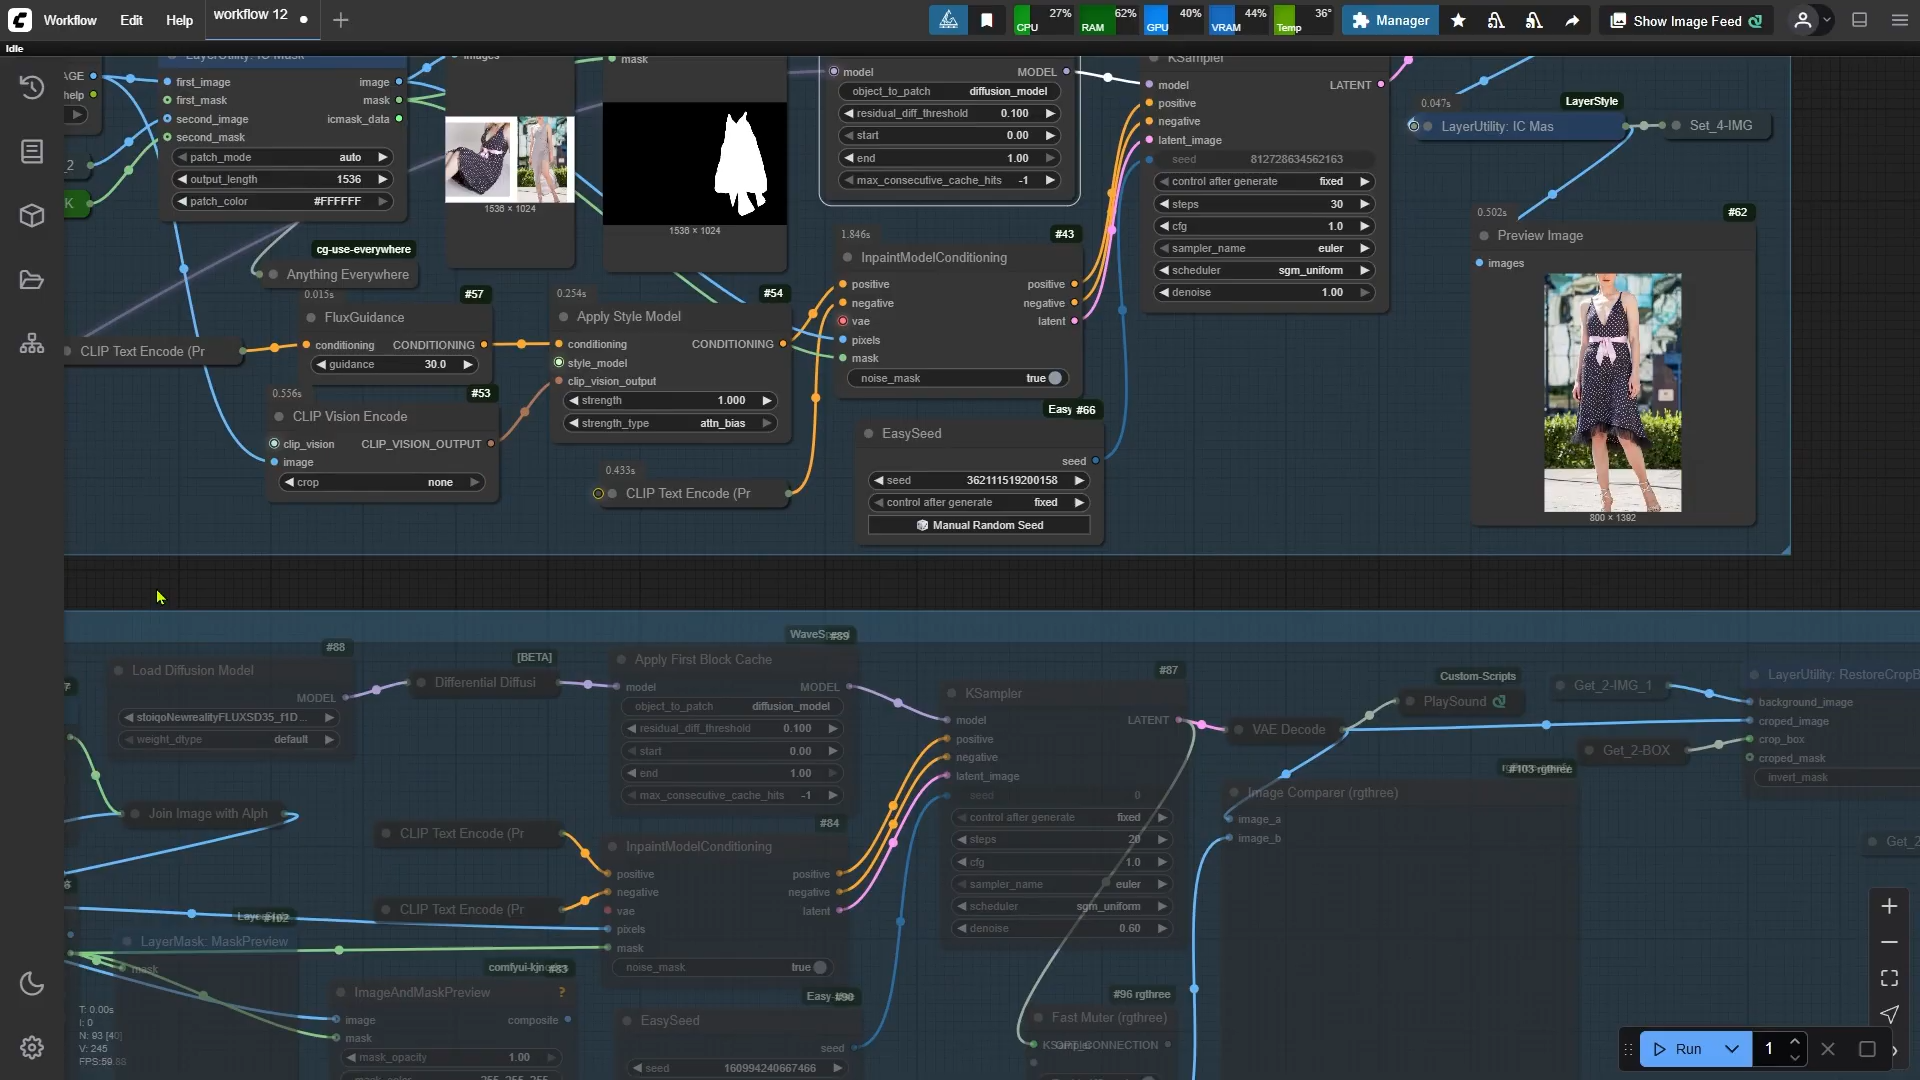 Workflow
Edit
Help
workflow 12
CPU 27%
RAM 62%
GPU 40%
VRAM 44%
Temp 36°
Manager
Show Image Feed
Idle
AGE
help
first_image
image
first_mask
mask
second_image
icmask_data
second_mask
patch_mode auto
output_length 1536
patch_color #FFFFFF
_2
K
1536 × 1024
mask
1536 × 1024
model MODEL
object_to_patch diffusion_model
residual_diff_threshold 0.100
start 0.00
end 1.00
max_consecutive_cache_hits -1
KSampler
model LATENT
positive
negative
latent_image
seed 812728634562163
control after generate fixed
steps 30
cfg 1.0
sampler_name euler
scheduler sgm_uniform
denoise 1.00
0.047s
LayerStyle
LayerUtility: IC Mas
Set_4-IMG
0.502s
#62
Preview Image
images
800 × 1392
cg-use-everywhere
Anything Everywhere
0.015s
#57
FluxGuidance
conditioning CONDITIONING
guidance 30.0
CLIP Text Encode (Pr
0.556s
#53
CLIP Vision Encode
clip_vision CLIP_VISION_OUTPUT
image
crop none
0.254s
#54
Apply Style Model
conditioning CONDITIONING
style_model
clip_vision_output
strength 1.000
strength_type attn_bias
0.433s
CLIP Text Encode (Pr
1.846s
#43
InpaintModelConditioning
positive positive
negative negative
vae latent
pixels
mask
noise_mask true
Easy #66
EasySeed
seed
seed 362111519200158
control after generate fixed
Manual Random Seed
#88
Load Diffusion Model
MODEL
stoiqoNewrealityFLUXSD35_f1D...
weight_dtype default
[BETA]
Differential Diffusi
#89
Apply First Block Cache
model MODEL
object_to_patch diffusion_model
residual_diff_threshold 0.100
start 0.00
end 1.00
max_consecutive_cache_hits -1
#87
KSampler
model LATENT
positive
negative
latent_image
seed 0
control after generate fixed
steps 20
cfg 1.0
sampler_name euler
scheduler sgm_uniform
denoise 0.60
VAE Decode
Custom-Scripts
PlaySound
Get_2-IMG_1
Get_2-BOX
LayerUtility: RestoreCropB
background_image
croped_image
crop_box
croped_mask
invert_mask
Get_2
#103 rgthree
Image Comparer (rgthree)
image_a
image_b
Join Image with Alph
CLIP Text Encode (Pr
CLIP Text Encode (Pr
#84
InpaintModelConditioning
positive positive
negative negative
vae latent
pixels
mask
noise_mask true
#102
LayerMask: MaskPreview
mask
#83
ImageAndMaskPreview ?
image composite
mask
mask_opacity 1.00
#90
EasySeed
seed
seed 160994240667466
#96 rgthree
Fast Muter (rgthree)
T: 0.00s
I: 0
N: 93 [40]
V: 245
FPS:59.88
Run
1